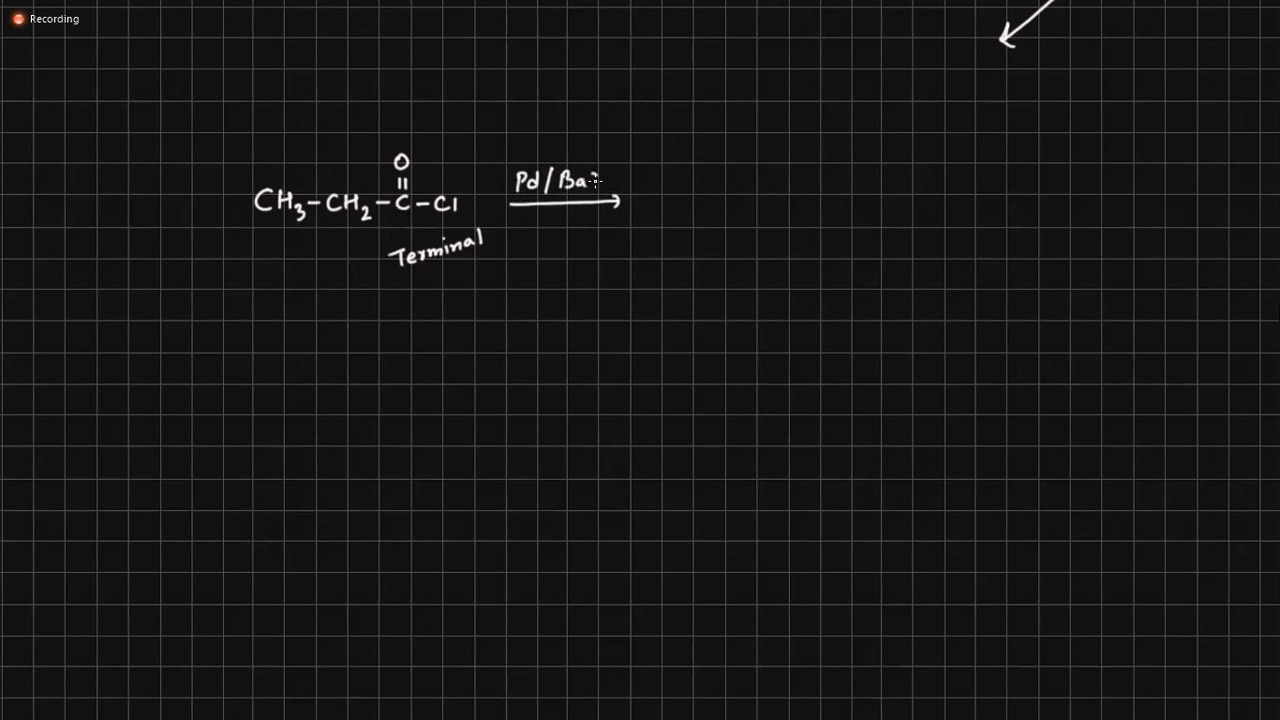 Recording
O
||
CH₃-CH₂-C-Cl
Pd/Ba
Terminal